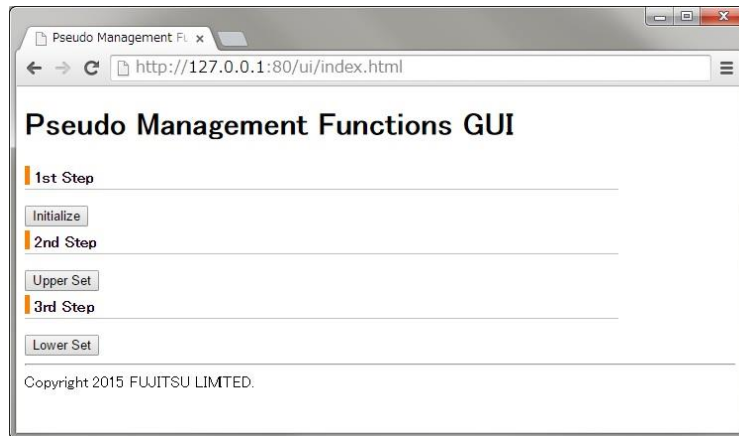 Pseudo Management Fu
http://127.0.0.1:80/ui/index.html
Pseudo Management Functions GUI
1st Step
Initialize
2nd Step
Upper Set
3rd Step
Lower Set
Copyright 2015 FUJITSU LIMITED.